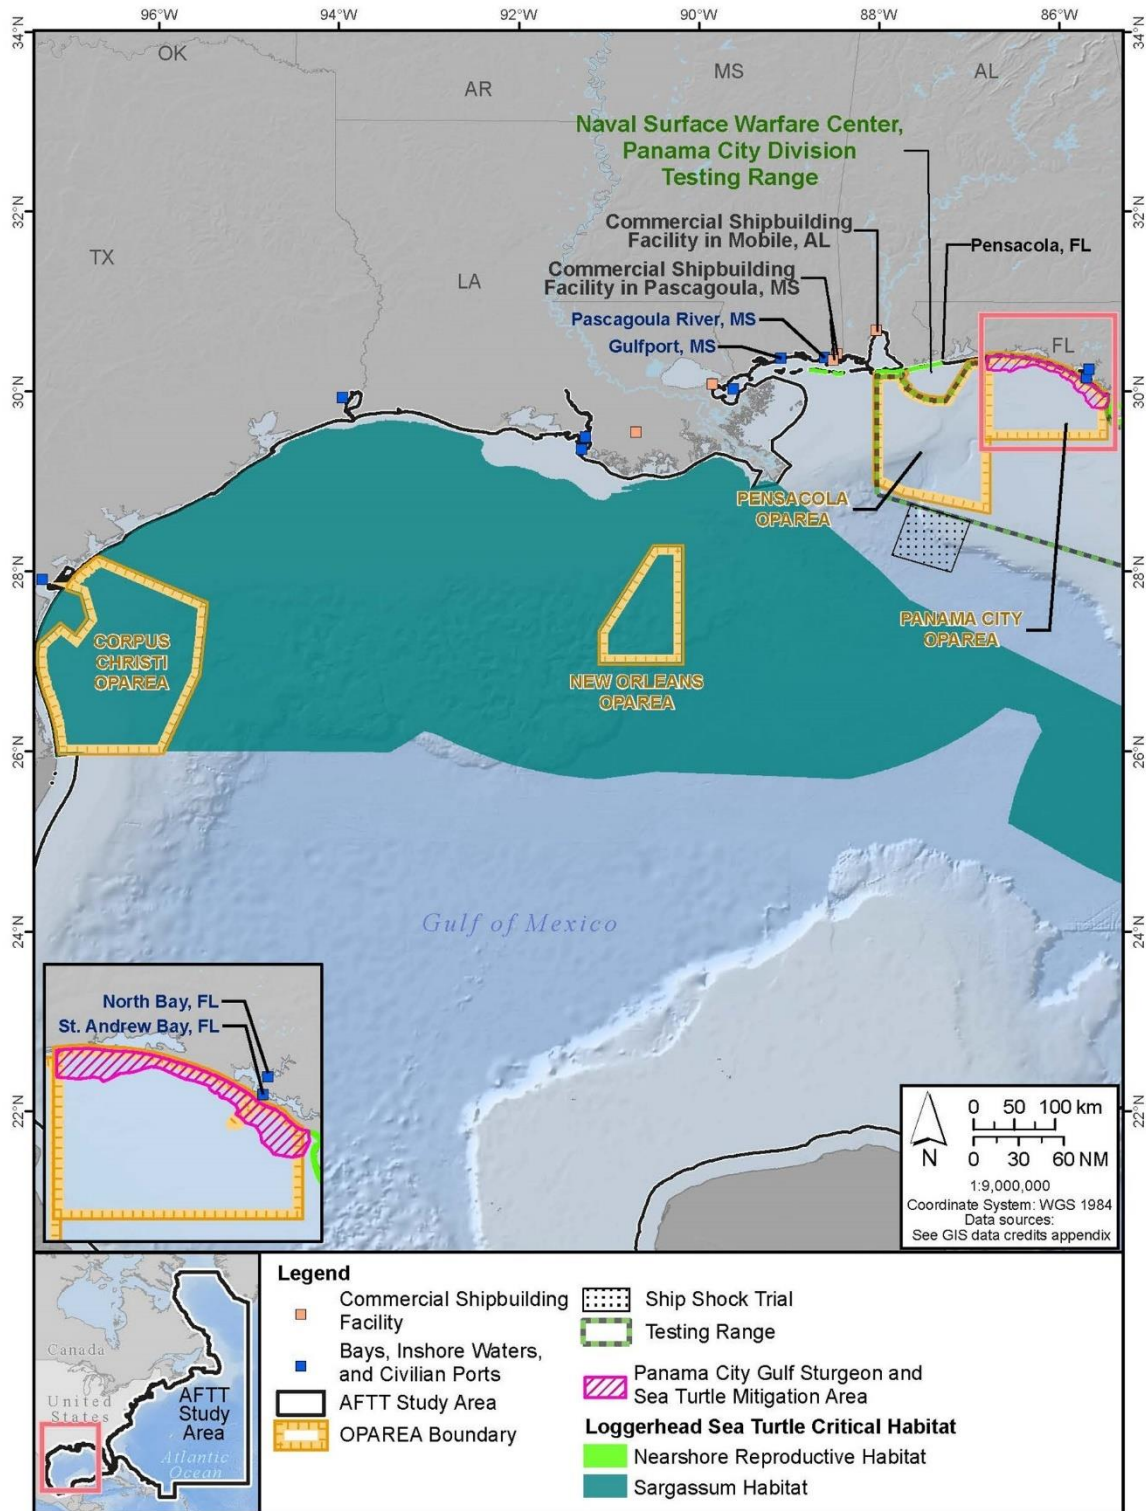 96°W 94°W 92°W 90°W 88°W 86°W
34°N
34°N
OK
AR
MS
AL
Naval Surface Warfare Center,
Panama City Division
Testing Range
32°N
32°N
Commercial Shipbuilding
Facility in Mobile, AL
Pensacola, FL
TX
LA
Commercial Shipbuilding
Facility in Pascagoula, MS
Pascagoula River, MS
Gulfport, MS
FL
30°N
30°N
PENSACOLA
OPAREA
28°N
28°N
PANAMA CITY
OPAREA
CORPUS
CHRISTI
OPAREA
NEW ORLEANS
OPAREA
26°N
26°N
24°N
24°N
Gulf of Mexico
North Bay, FL
St. Andrew Bay, FL
22°N
22°N
N
0 50 100 km
0 30 60 NM
1:9,000,000
Coordinate System: WGS 1984
Data sources:
See GIS data credits appendix
Canada
United
States
AFTT
Study
Area
Atlantic
Ocean
Legend
Commercial Shipbuilding
Facility
Bays, Inshore Waters,
and Civilian Ports
AFTT Study Area
OPAREA Boundary
Ship Shock Trial
Testing Range
Panama City Gulf Sturgeon and
Sea Turtle Mitigation Area
Loggerhead Sea Turtle Critical Habitat
Nearshore Reproductive Habitat
Sargassum Habitat